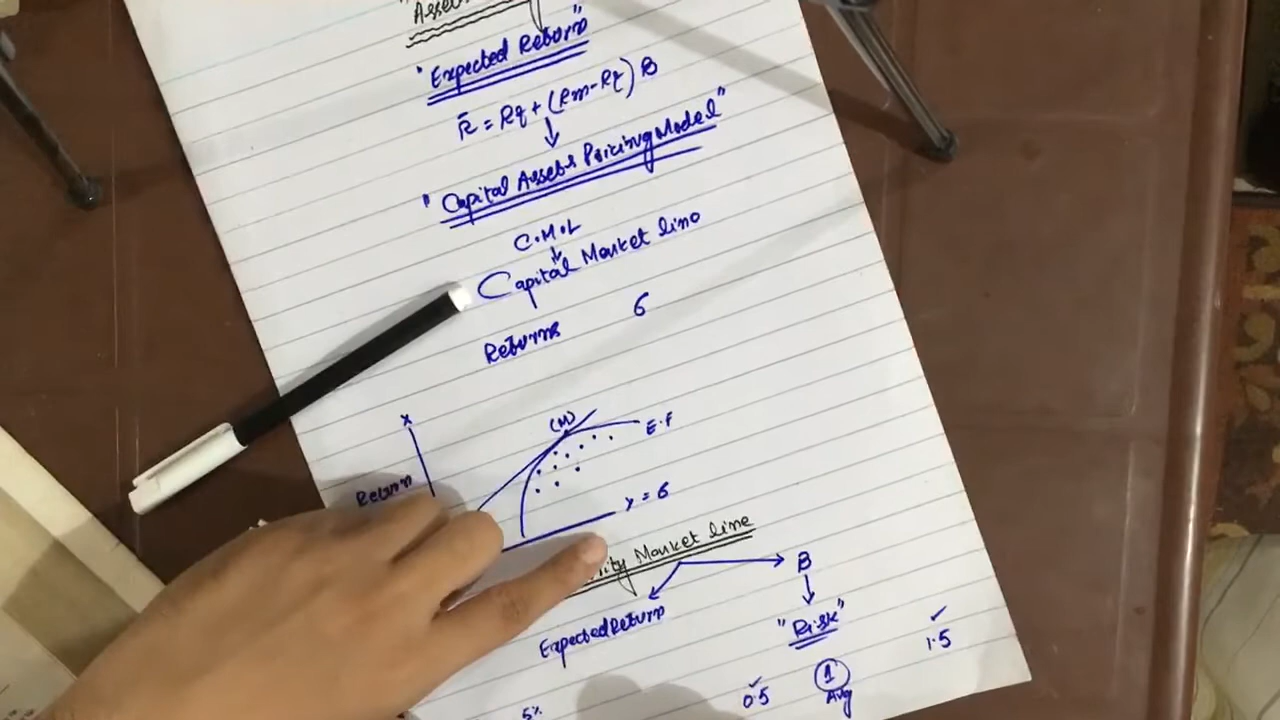 "Assets
"Expected Return"
R̄ = Rf + (Rm-Rf) B
"Capital Assets Pricing Model"
C.M.L
Capital Market line
Returns 6
X
(M)
E.F
Return
Y = 6
Market line
B
Expected Return
"Risk"
1.5
0.5
1
Avg
5%